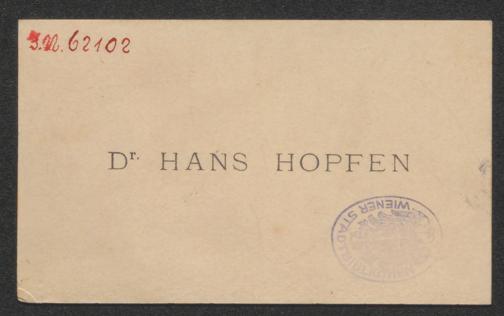 J.N. 62102
Dr. HANS HOPFEN
WIENER STADTBIBLIOTHEK